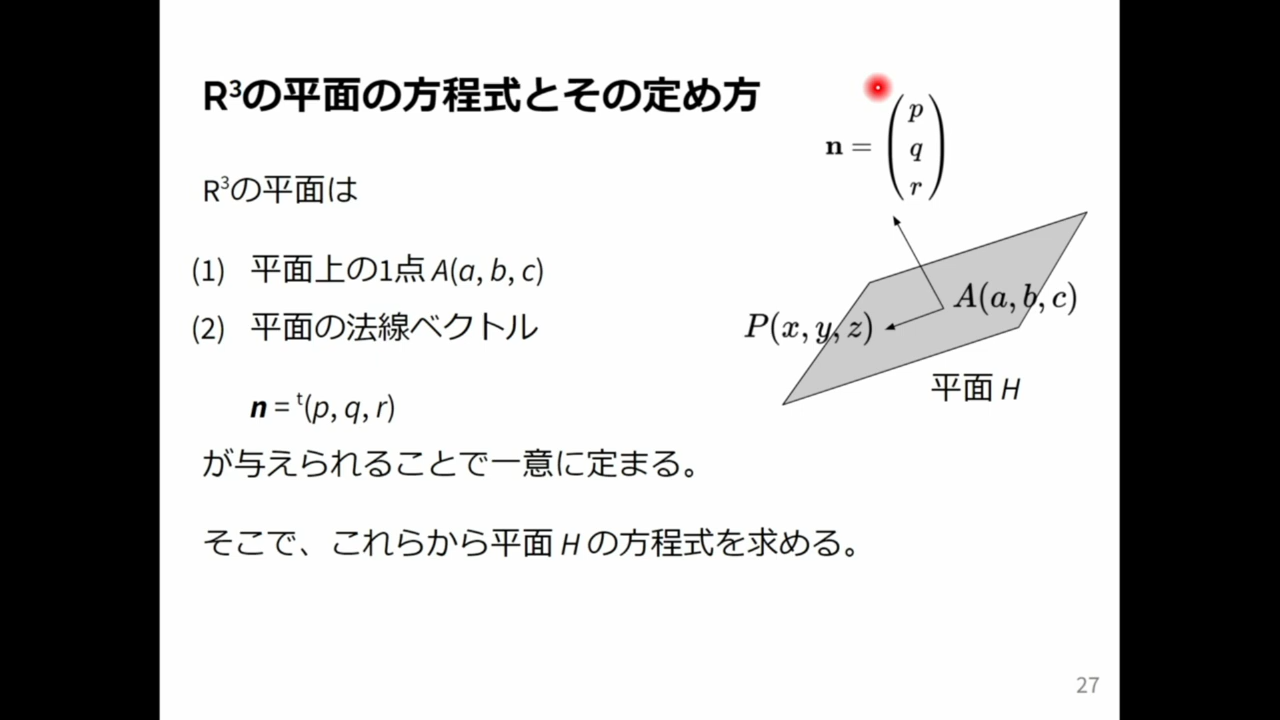 R³の平面の方程式とその定め方
R³の平面は
(1) 平面上の1点 A(a, b, c)
(2) 平面の法線ベクトル
n = ᵗ(p, q, r)
が与えられることで一意に定まる。
そこで、これらから平面 H の方程式を求める。
n =
p
q
r
A(a, b, c)
P(x, y, z)
平面 H
27